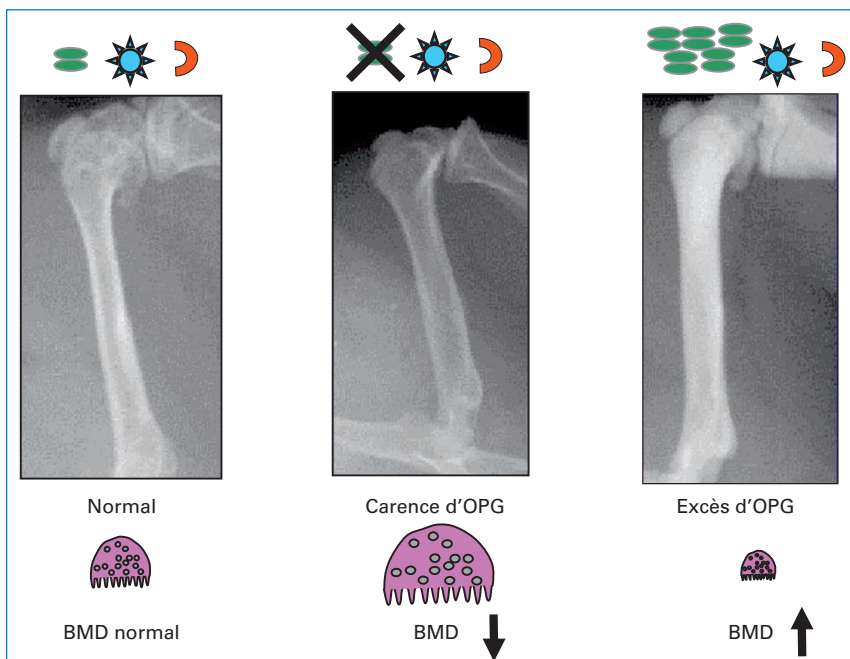 Normal
Carence d'OPG
Excès d'OPG
BMD normal
BMD
BMD